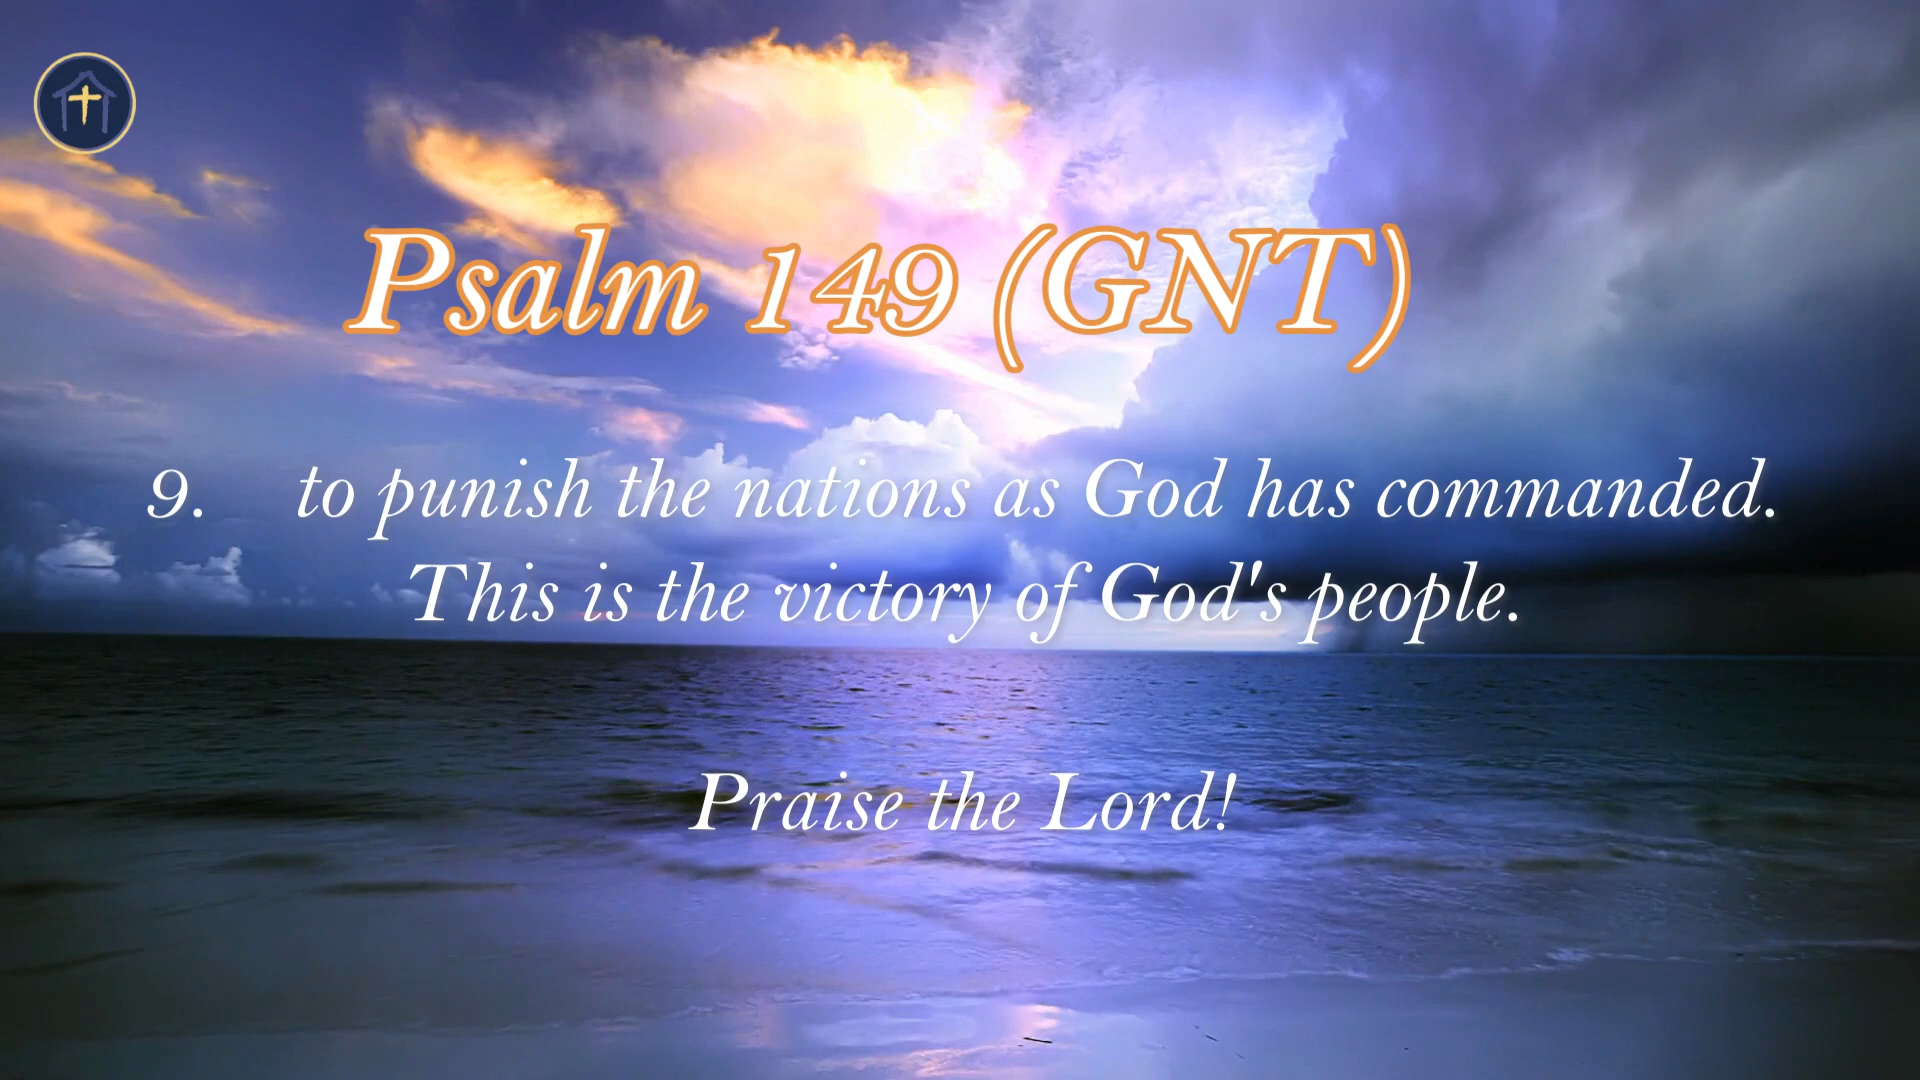 Psalm 149 (GNT)
9. to punish the nations as God has commanded.
This is the victory of God's people.
Praise the Lord!